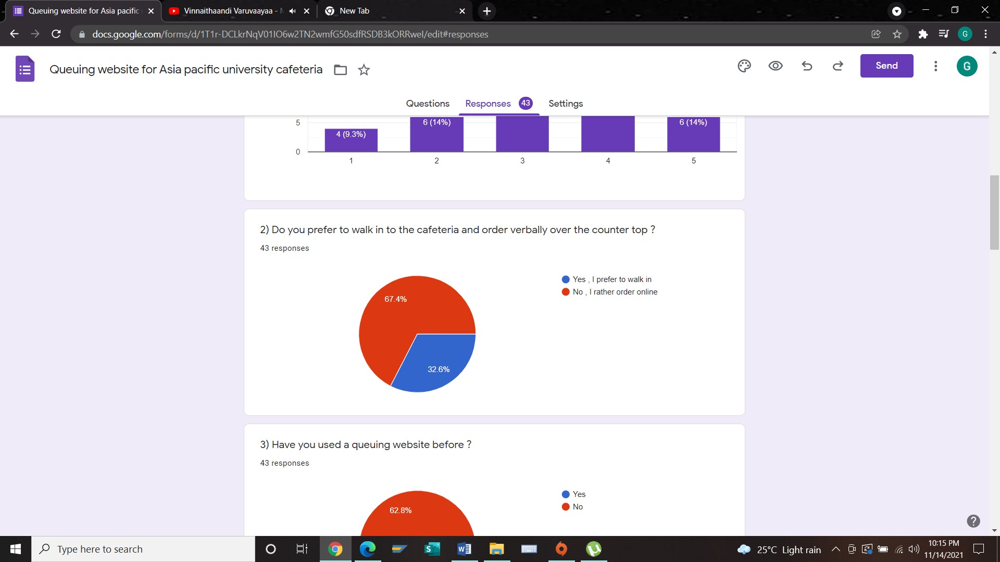 Queuing website for Asia pacific
Vinnaithaandi Varuvaayaa -
New Tab
docs.google.com/forms/d/1T1r-DCLkrNqV01IO6w2TN2wmfG50sdfRSDB3kORRweI/edit#responses
G
Queuing website for Asia pacific university cafeteria
Send
G
Questions
Responses 43
Settings
5
6 (14%)
6 (14%)
4 (9.3%)
0
1 2 3 4 5
2) Do you prefer to walk in to the cafeteria and order verbally over the counter top ?
43 responses
Yes , I prefer to walk in
No , I rather order online
67.4%
32.6%
3) Have you used a queuing website before ?
43 responses
Yes
No
62.8%
?
Type here to search
S
W
25°C Light rain
10:15 PM
11/14/2021